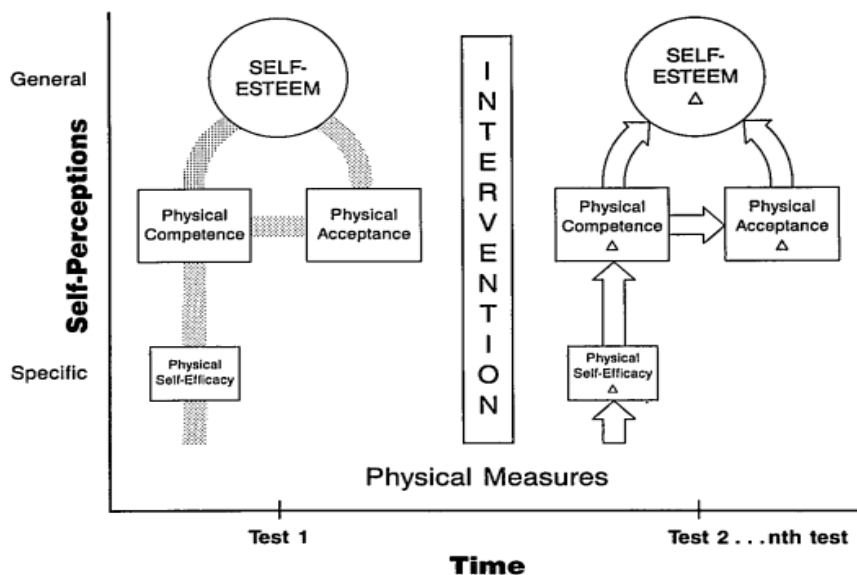 General
Specific
Self-Perceptions
SELF-
ESTEEM
Physical
Competence
Physical
Acceptance
Physical
Self-Efficacy
INTERVENTION
SELF-
ESTEEM
△
Physical
Competence
△
Physical
Acceptance
△
Physical
Self-Efficacy
△
Physical Measures
Test 1
Test 2 . . . nth test
Time